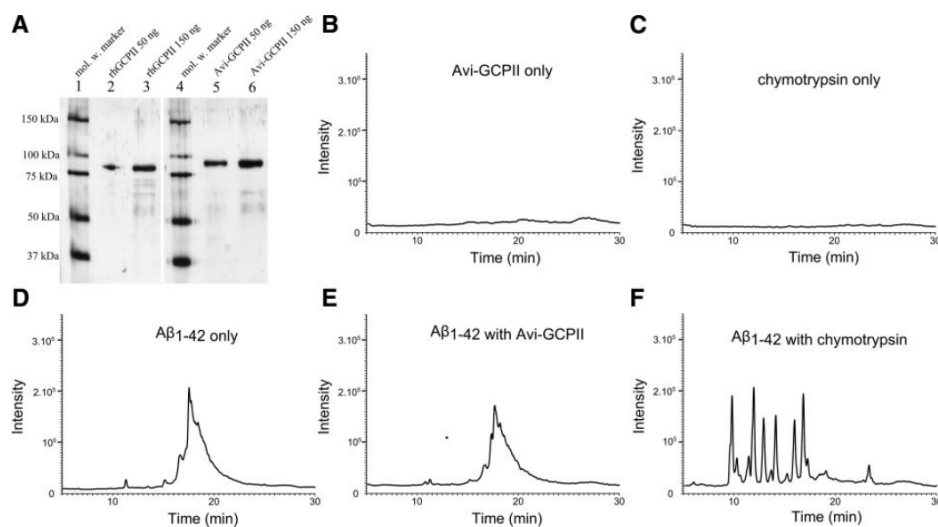 A
mol. w. marker
rhGCPII 50 ng
rhGCPII 150 ng
mol. w. marker
Avi-GCPII 50 ng
Avi-GCPII 150 ng
1 2 3 4 5 6
150 kDa
100 kDa
75 kDa
50 kDa
37 kDa
B
Avi-GCPII only
Intensity
3.10⁵
2.10⁵
10⁵
10 20 30
Time (min)
C
chymotrypsin only
Intensity
3.10⁵
2.10⁵
10⁵
10 20 30
Time (min)
D
Aβ1-42 only
Intensity
3.10⁵
2.10⁵
10⁵
0
10 20 30
Time (min)
E
Aβ1-42 with Avi-GCPII
Intensity
3.10⁵
2.10⁵
10⁵
0
10 20 30
Time (min)
F
Aβ1-42 with chymotrypsin
Intensity
3.10⁵
2.10⁵
10⁵
0
10 20 30
Time (min)